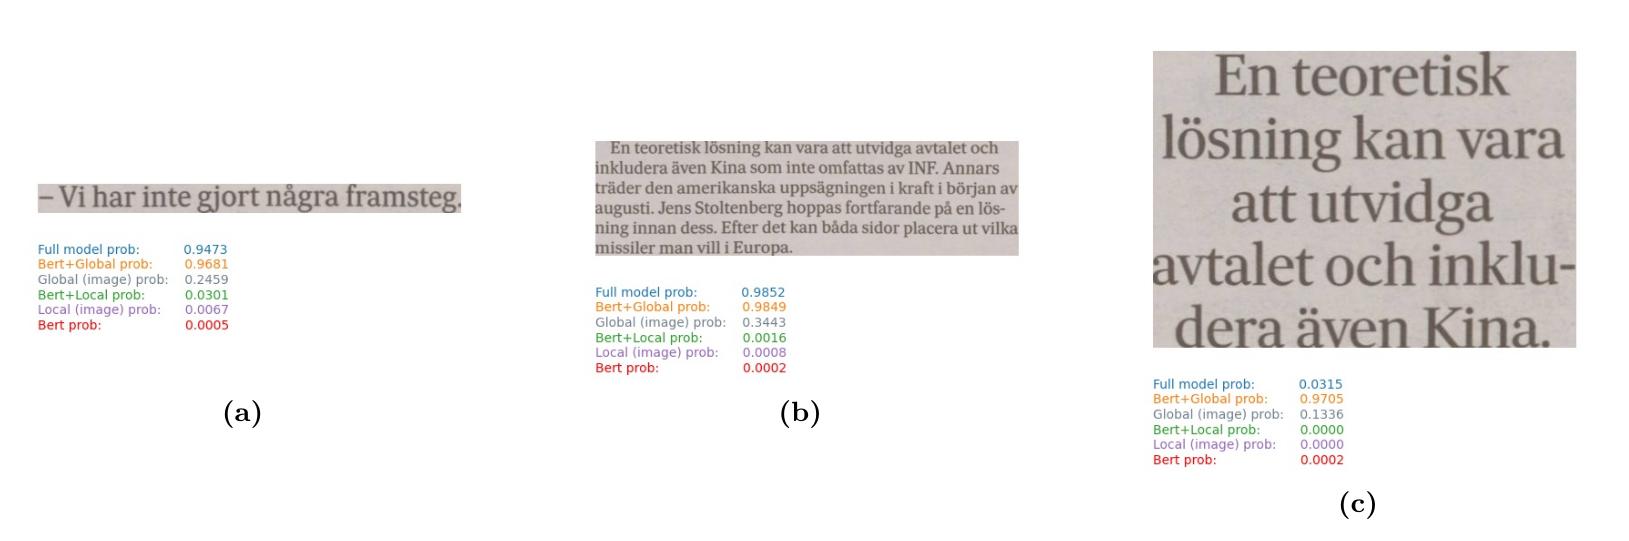 – Vi har inte gjort några framsteg.
Full model prob: 0.9473
Bert+Global prob: 0.9681
Global (image) prob: 0.2459
Bert+Local prob: 0.0301
Local (image) prob: 0.0067
Bert prob: 0.0005
(a)
En teoretisk lösning kan vara att utvidga avtalet och
inkludera även Kina som inte omfattas av INF. Annars
träder den amerikanska uppsägningen i kraft i början av
augusti. Jens Stoltenberg hoppas fortfarande på en lös-
ning innan dess. Efter det kan båda sidor placera ut vilka
missiler man vill i Europa.
Full model prob: 0.9852
Bert+Global prob: 0.9849
Global (image) prob: 0.3443
Bert+Local prob: 0.0016
Local (image) prob: 0.0008
Bert prob: 0.0002
(b)
En teoretisk
lösning kan vara
att utvidga
avtalet och inklu-
dera även Kina.
Full model prob: 0.0315
Bert+Global prob: 0.9705
Global (image) prob: 0.1336
Bert+Local prob: 0.0000
Local (image) prob: 0.0000
Bert prob: 0.0002
(c)